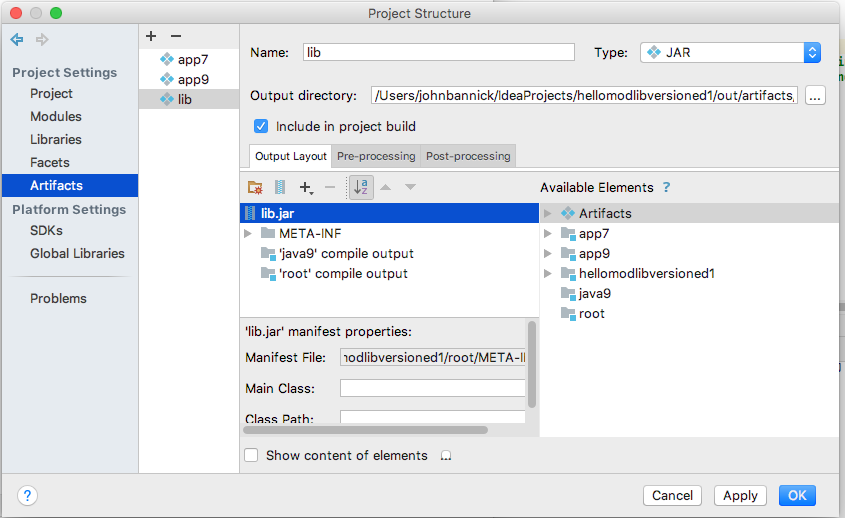 Project Structure
Project Settings
Project
Modules
Libraries
Facets
Artifacts
Platform Settings
SDKs
Global Libraries
Problems
app7
app9
lib
Name: lib Type: JAR
Output directory: /Users/johnbannick/IdeaProjects/hellomodlibversioned1/out/artifacts ...
Include in project build
Output Layout Pre-processing Post-processing
a
z
lib.jar
META-INF
'java9' compile output
'root' compile output
Available Elements ?
Artifacts
app7
app9
hellomodlibversioned1
java9
root
'lib.jar' manifest properties:
Manifest File: nodlibversioned1/root/META-I
Main Class:
Class Path:
Show content of elements ...
? Cancel Apply OK